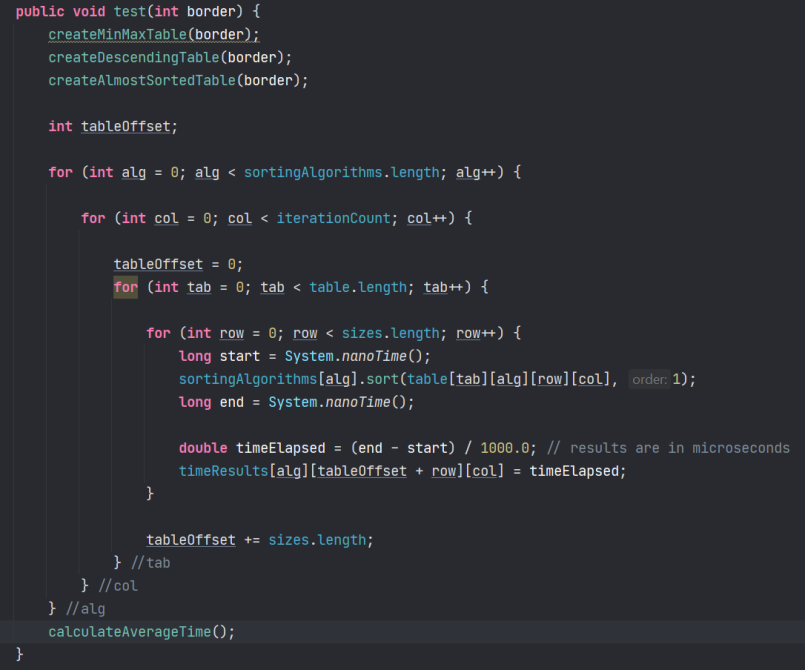 public void test(int border) {
    createMinMaxTable(border);
    createDescendingTable(border);
    createAlmostSortedTable(border);

    int tableOffset;

    for (int alg = 0; alg < sortingAlgorithms.length; alg++) {

        for (int col = 0; col < iterationCount; col++) {

            tableOffset = 0;
            for (int tab = 0; tab < table.length; tab++) {

                for (int row = 0; row < sizes.length; row++) {
                    long start = System.nanoTime();
                    sortingAlgorithms[alg].sort(table[tab][alg][row][col], order: 1);
                    long end = System.nanoTime();

                    double timeElapsed = (end - start) / 1000.0; // results are in microseconds
                    timeResults[alg][tableOffset + row][col] = timeElapsed;
                }

                tableOffset += sizes.length;
            } //tab
        } //col
    } //alg
    calculateAverageTime();
}